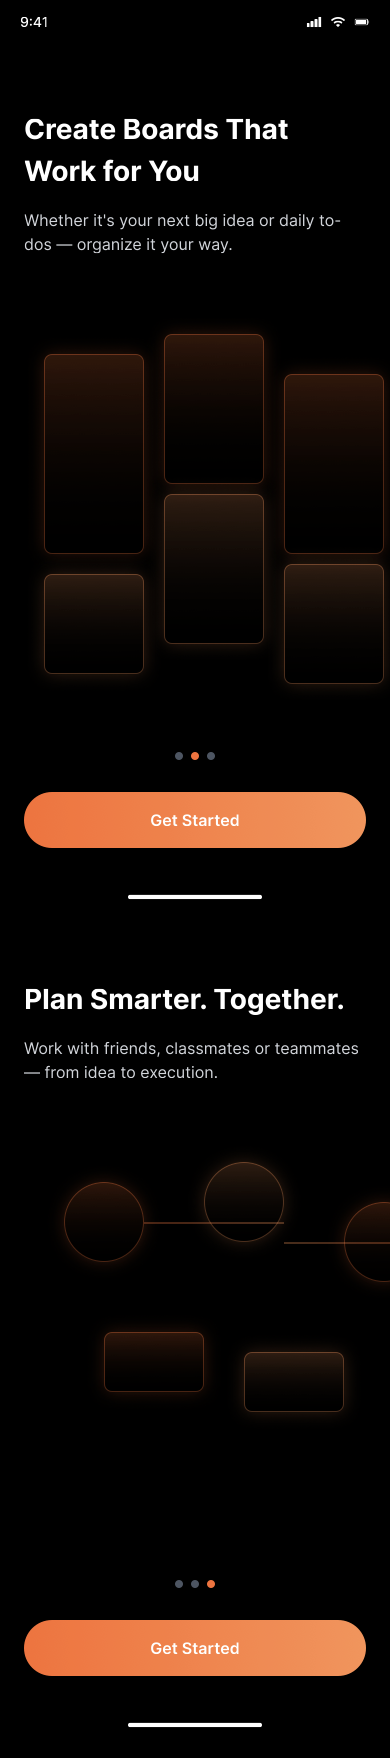 9:41
Create Boards That
Work for You
Whether it's your next big idea or daily to-
dos — organize it your way.
Get Started
Plan Smarter. Together.
Work with friends, classmates or teammates
— from idea to execution.
Get Started